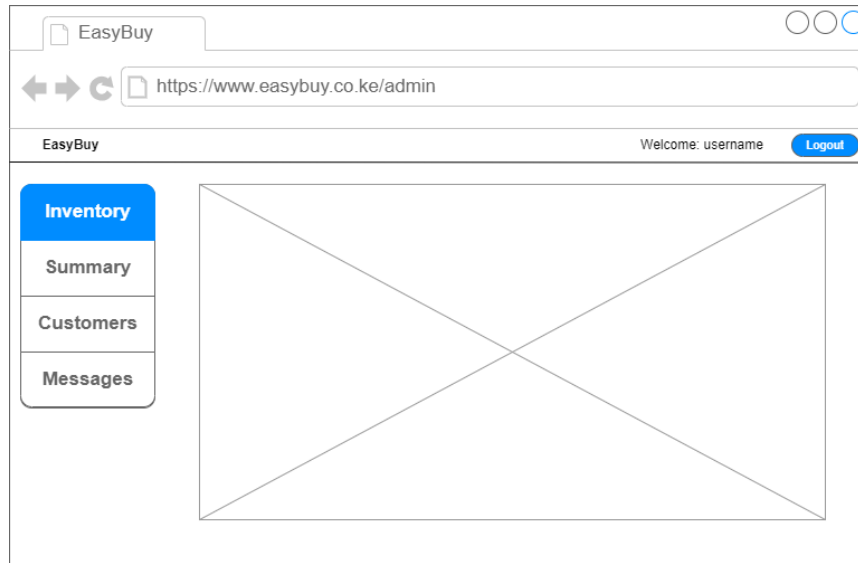 EasyBuy
https://www.easybuy.co.ke/admin
EasyBuy
Welcome: username
Logout
Inventory
Summary
Customers
Messages